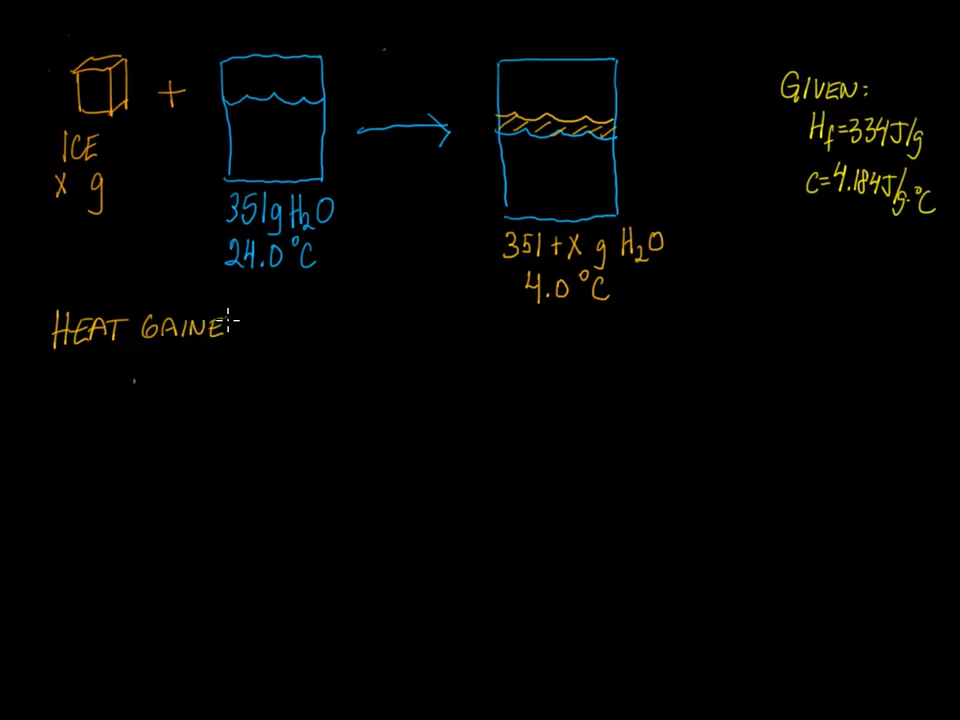 ICE
X g
+
351g H₂O
24.0 °C
351 + X g H₂O
4.0 °C
GIVEN:
Hf=334J/g
C=4.184J/g.°C
HEAT GAINE